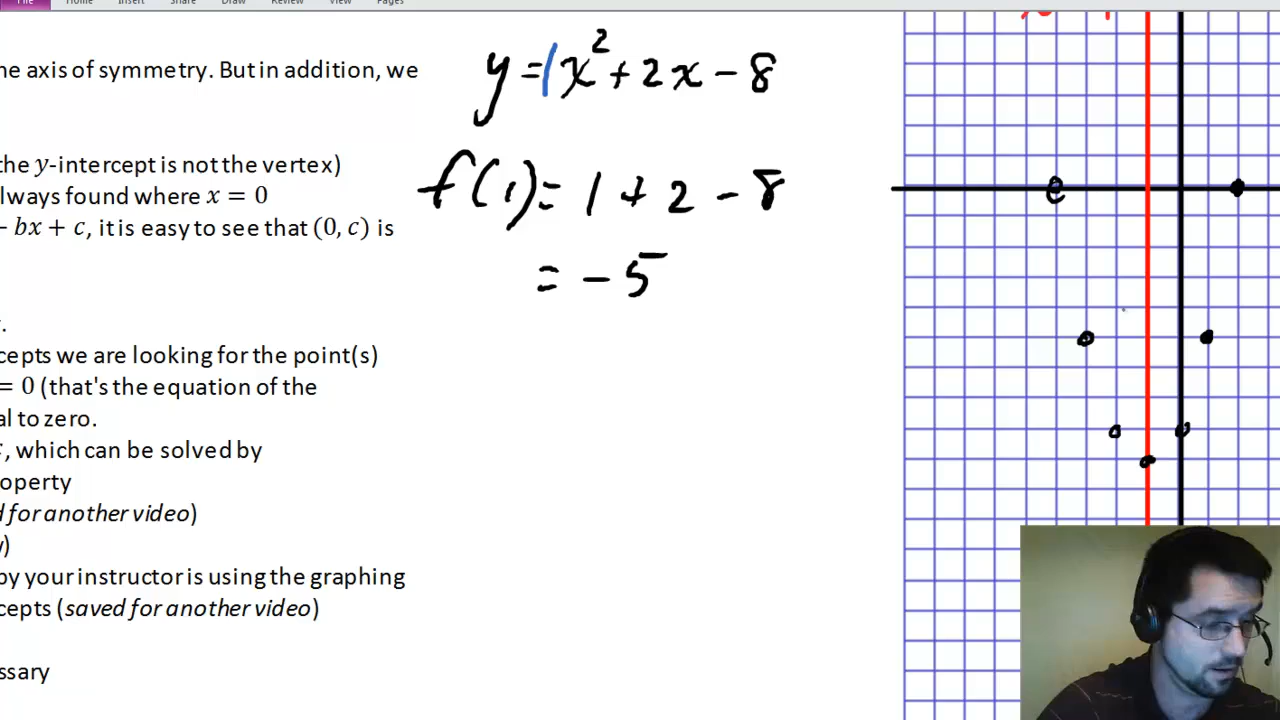 File Home Insert Share Draw Review View Pages
he axis of symmetry. But in addition, we
y = 1x² + 2x − 8
the y-intercept is not the vertex)
lways found where x = 0
f(1) = 1 + 2 − 8
− bx + c, it is easy to see that (0, c) is
= − 5
y.
cepts we are looking for the point(s)
= 0 (that's the equation of the
al to zero.
, which can be solved by
operty
d for another video)
y)
by your instructor is using the graphing
cepts (saved for another video)
ssary